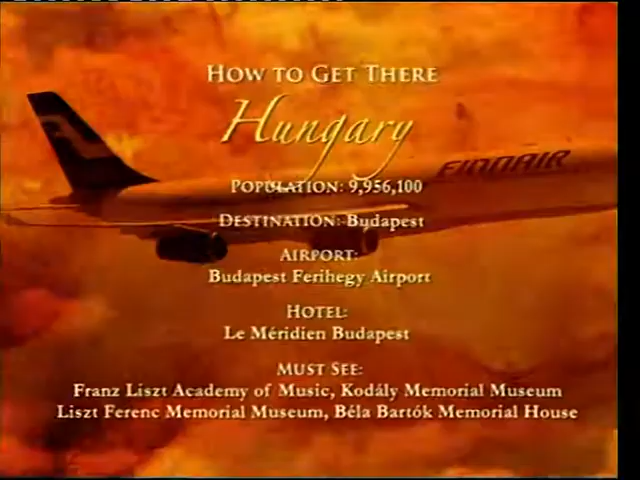 How to Get There
Hungary
FINNAIR
Population: 9,956,100
Destination: Budapest
Airport:
Budapest Ferihegy Airport
Hotel:
Le Méridien Budapest
Must See:
Franz Liszt Academy of Music, Kodály Memorial Museum
Liszt Ferenc Memorial Museum, Béla Bartók Memorial House